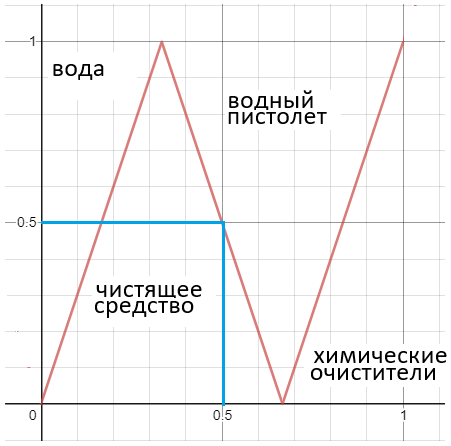 1
вода
водный
пистолет
0.5
чистящее
средство
химические
очистители
0
0.5
1